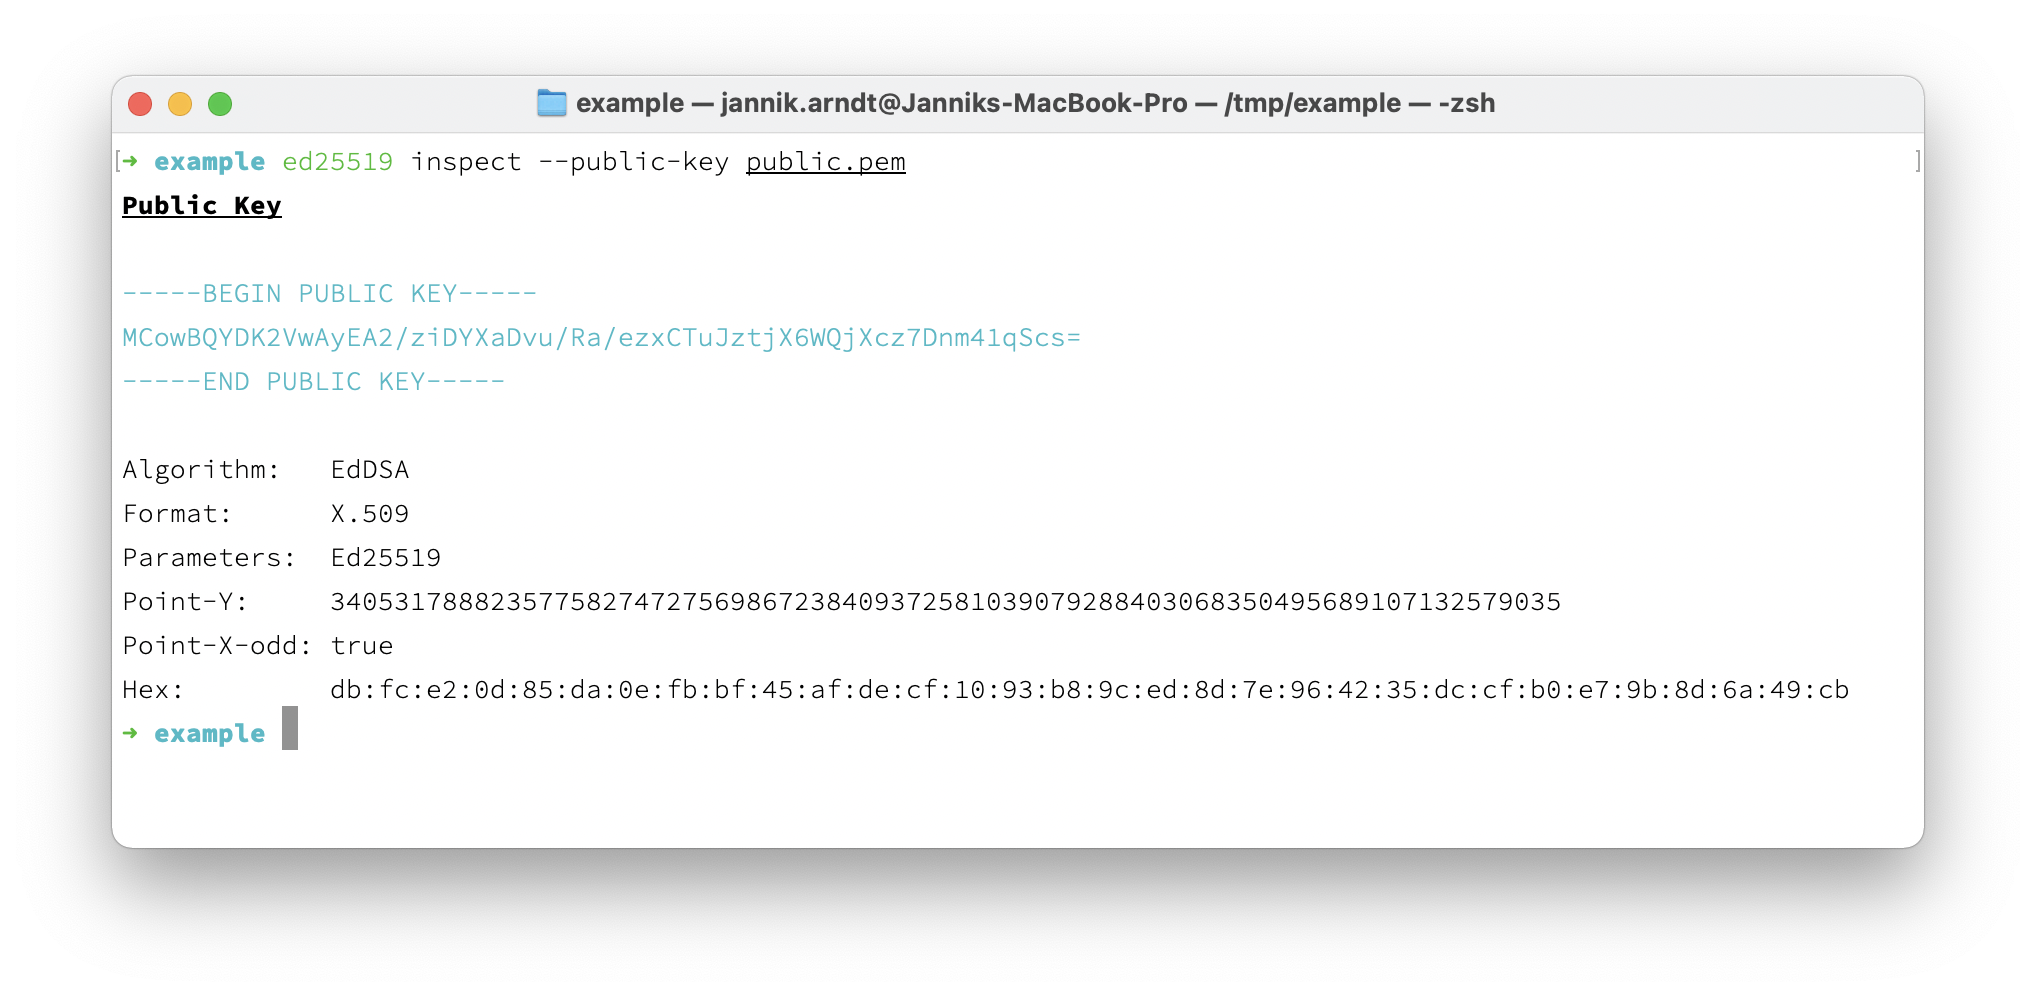 example — jannik.arndt@Janniks-MacBook-Pro — /tmp/example — -zsh
[➜ example ed25519 inspect --public-key public.pem ]
Public Key
-----BEGIN PUBLIC KEY-----
MCowBQYDK2VwAyEA2/ziDYXaDvu/Ra/ezxCTuJztjX6WQjXcz7Dnm41qScs=
-----END PUBLIC KEY-----
Algorithm: EdDSA
Format: X.509
Parameters: Ed25519
Point-Y: 34053178882357758274727569867238409372581039079288403068350495689107132579035
Point-X-odd: true
Hex: db:fc:e2:0d:85:da:0e:fb:bf:45:af:de:cf:10:93:b8:9c:ed:8d:7e:96:42:35:dc:cf:b0:e7:9b:8d:6a:49:cb
➜ example